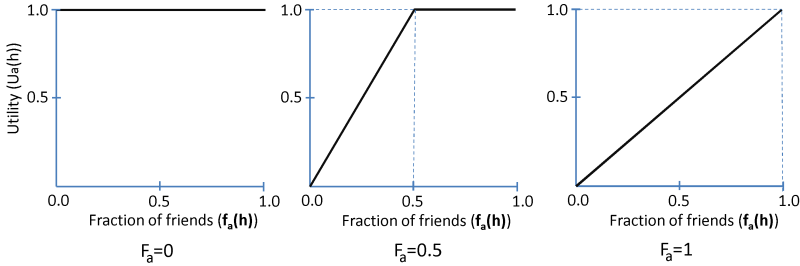 Utility (Ua(h))
1.0
0.5
0.0 0.5 1.0
Fraction of friends (fa(h))
Fa=0
1.0
0.5
0.0 0.5 1.0
Fraction of friends (fa(h))
Fa=0.5
1.0
0.5
0.0 0.5 1.0
Fraction of friends (fa(h))
Fa=1